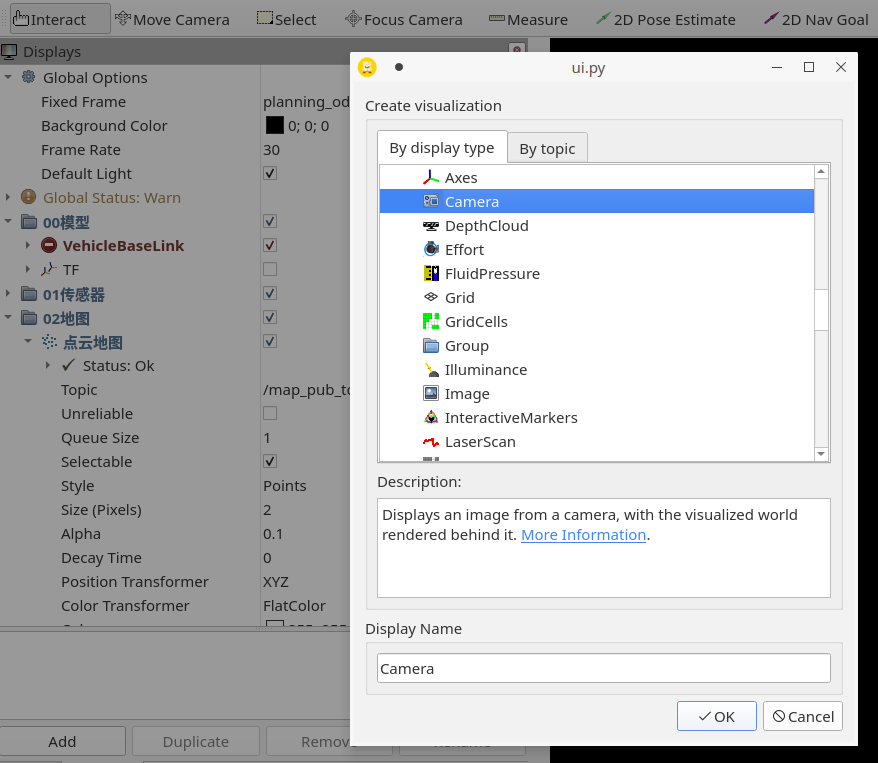 Interact Move Camera Select Focus Camera Measure 2D Pose Estimate 2D Nav Goal
Displays
Global Options
Fixed Frame planning_od
Background Color 0; 0; 0
Frame Rate 30
Default Light
Global Status: Warn
00模型
VehicleBaseLink
TF
01传感器
02地图
点云地图
Status: Ok
Topic /map_pub_to
Unreliable
Queue Size 1
Selectable
Style Points
Size (Pixels) 2
Alpha 0.1
Decay Time 0
Position Transformer XYZ
Color Transformer FlatColor
Add Duplicate Remove
ui.py
Create visualization
By display type By topic
Axes
Camera
DepthCloud
Effort
FluidPressure
Grid
GridCells
Group
Illuminance
Image
InteractiveMarkers
LaserScan
Description:
Displays an image from a camera, with the visualized world
rendered behind it. More Information.
Display Name
Camera
OK Cancel